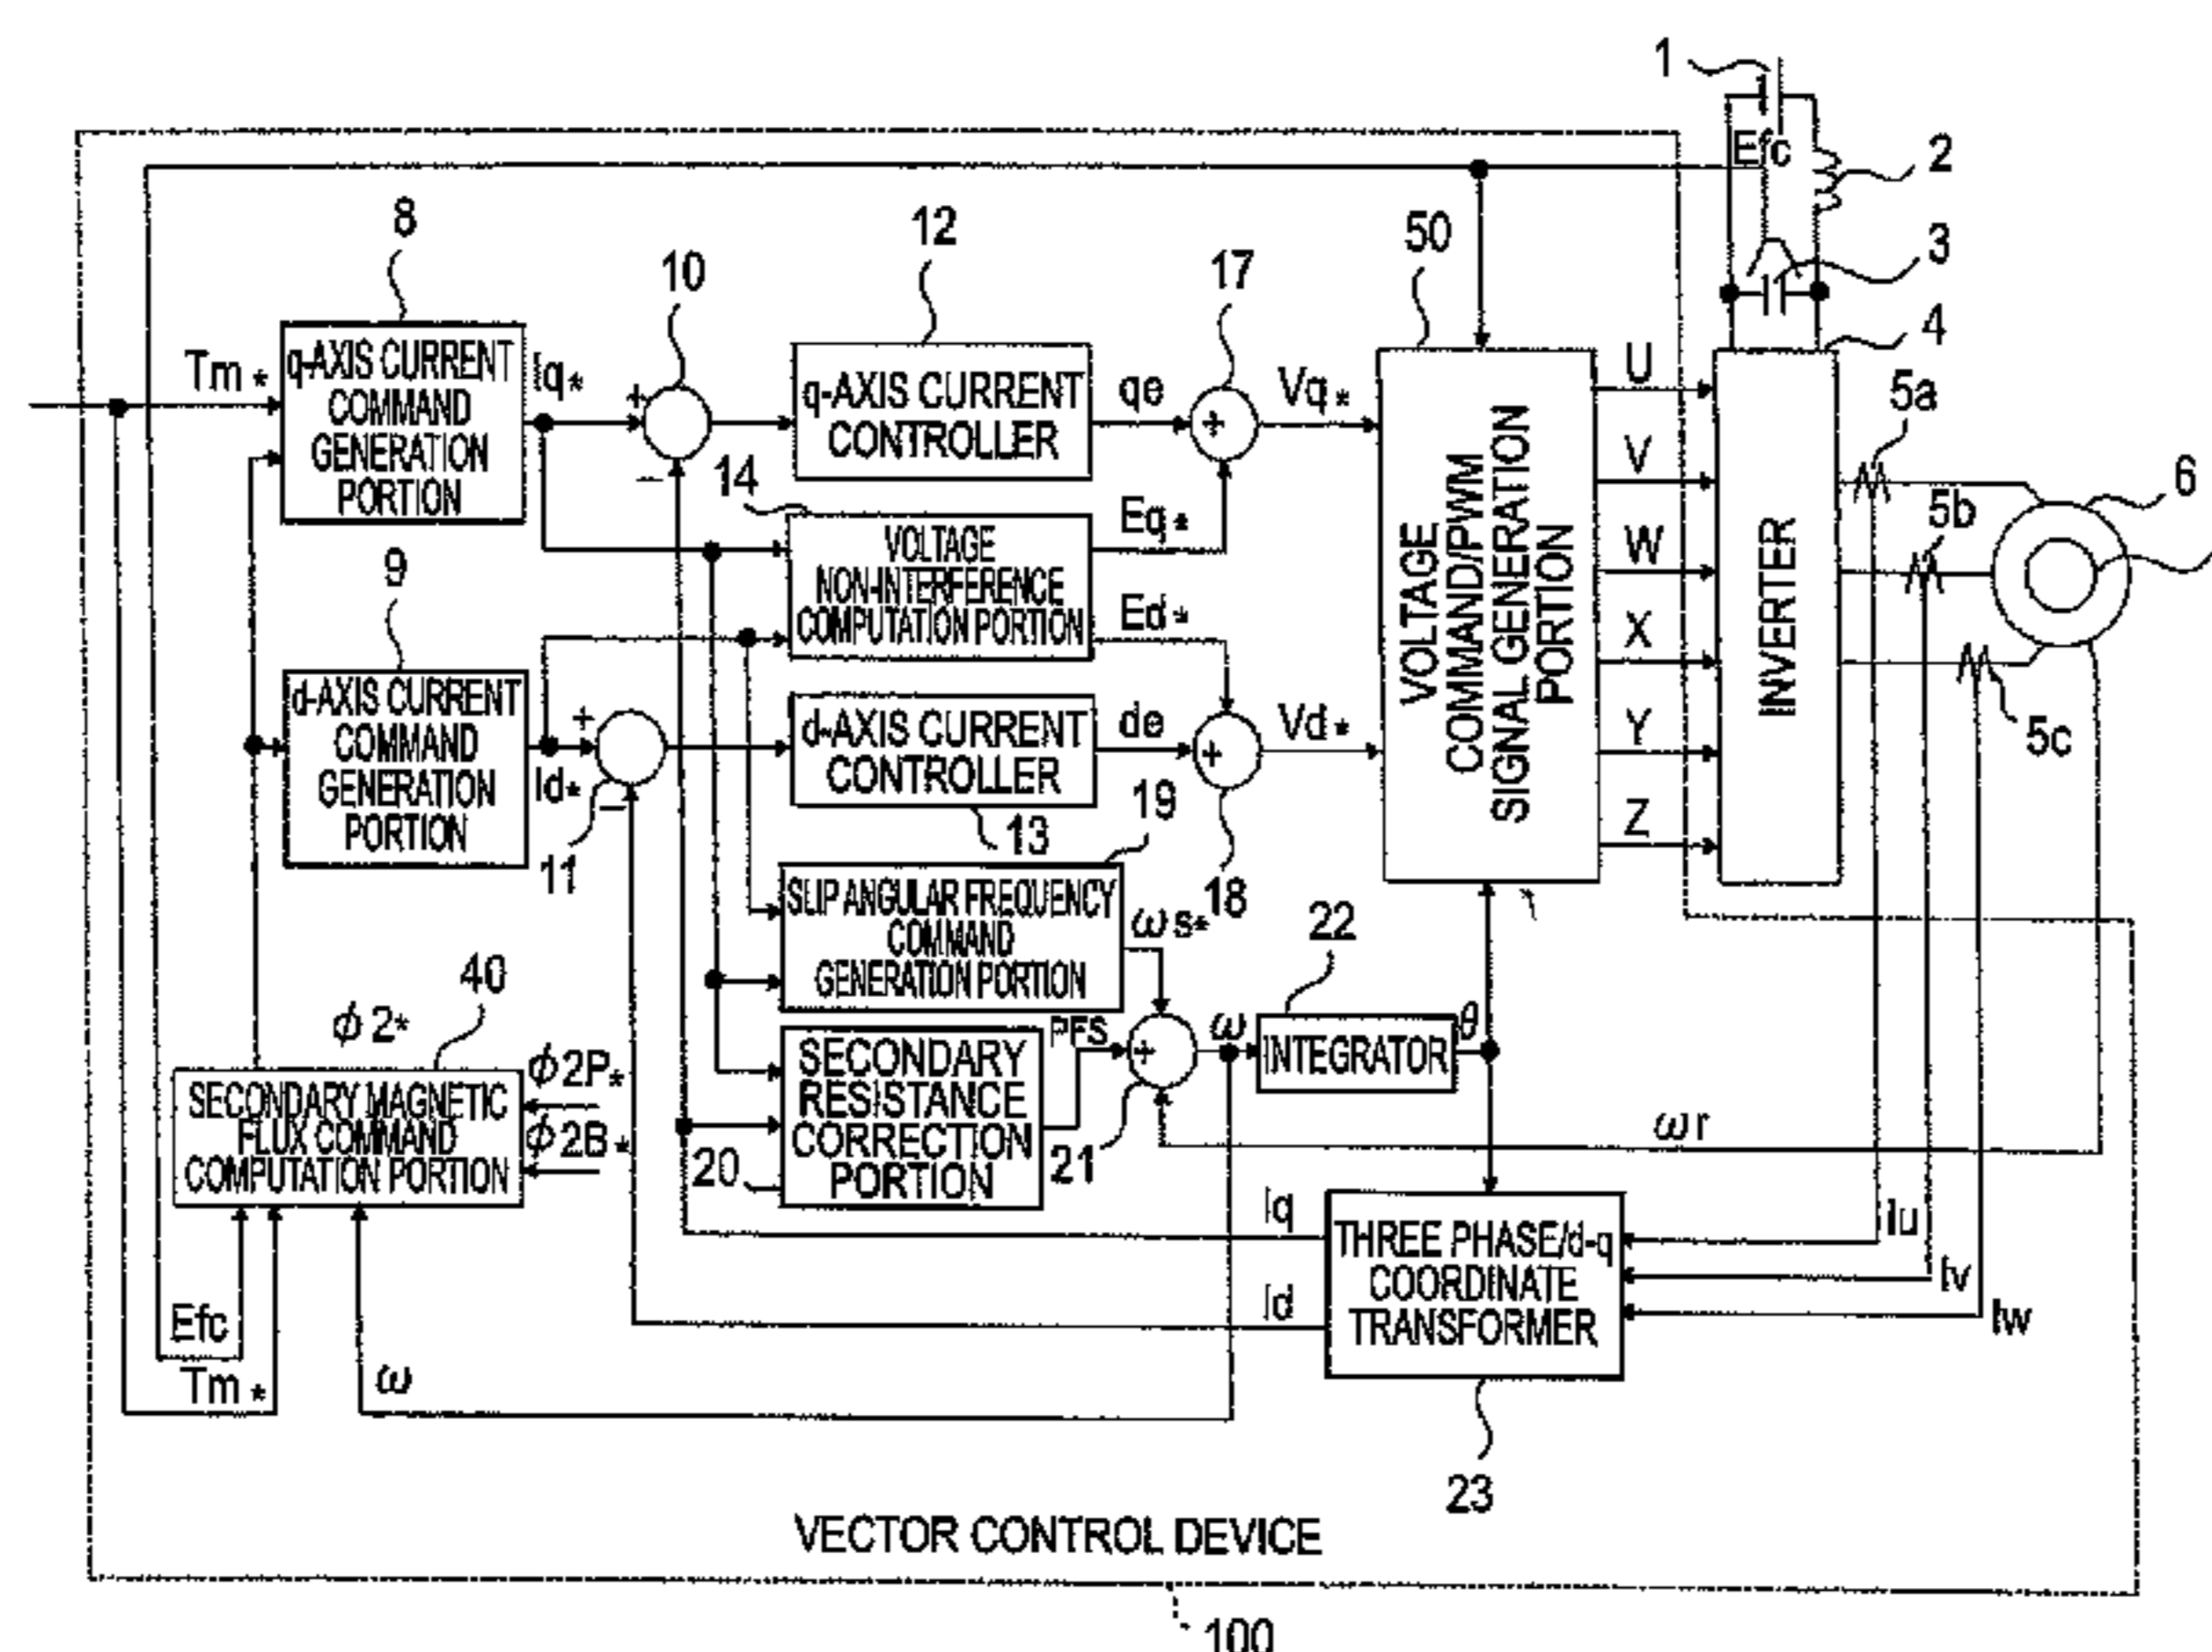 1
Efc
2
3
4
8
10
12
17
50
Tm*
q-AXIS CURRENT
COMMAND
GENERATION
PORTION
Iq*
+
−
q-AXIS CURRENT
CONTROLLER
qe
+
Vq*
14
VOLTAGE
NON-INTERFERENCE
COMPUTATION PORTION
Eq*
Ed*
VOLTAGE
COMMAND/PWM
SIGNAL GENERATION
PORTION
U
V
W
X
Y
Z
INVERTER
5a
5b
5c
6
9
d-AXIS CURRENT
COMMAND
GENERATION
PORTION
Id*
+
−
11
d-AXIS CURRENT
CONTROLLER
13
de
+
Vd*
18
19
SLIP ANGULAR FREQUENCY
COMMAND
GENERATION PORTION
ωs*
22
40
ϕ2*
SECONDARY MAGNETIC
FLUX COMMAND
COMPUTATION PORTION
ϕ2P*
ϕ2B*
SECONDARY
RESISTANCE
CORRECTION
PORTION
20
PFS
+
21
ω
INTEGRATOR
θ
ωr
Iq
Id
THREE PHASE/d-q
COORDINATE
TRANSFORMER
Iu
Iv
Iw
23
Efc
Tm*
ω
VECTOR CONTROL DEVICE
100